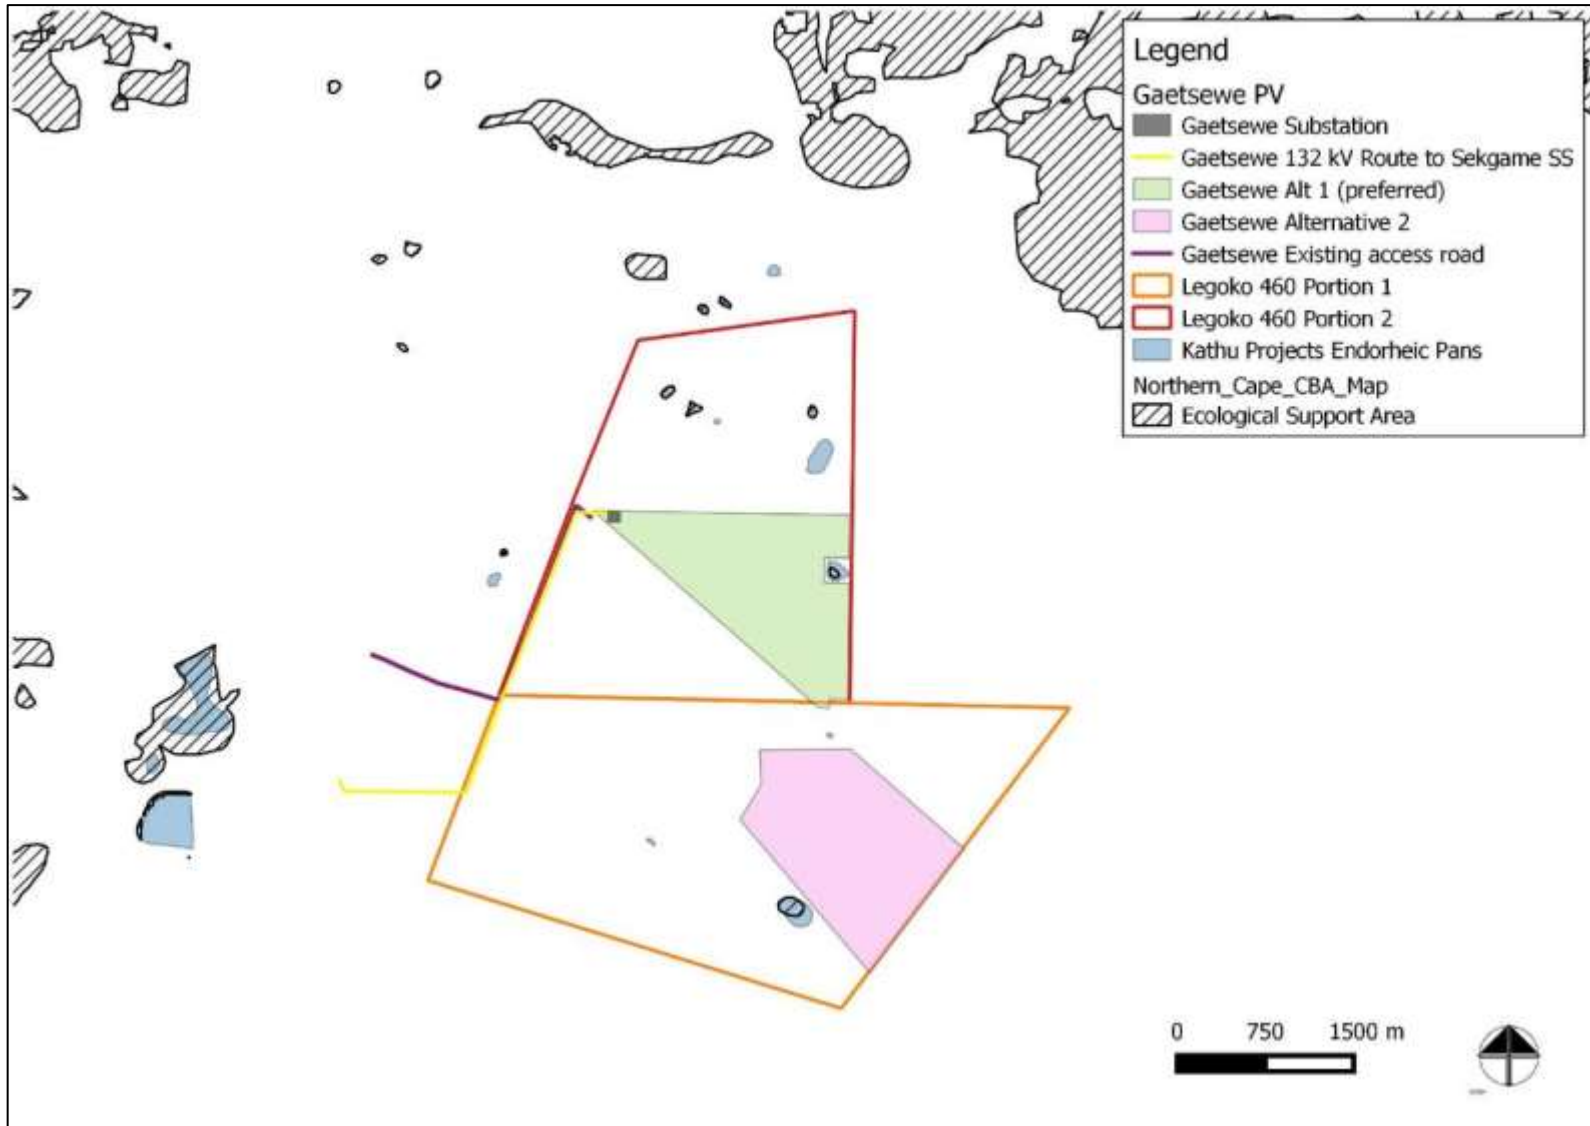 Legend
Gaetsewe PV
Gaetsewe Substation
Gaetsewe 132 kV Route to Sekgame SS
Gaetsewe Alt 1 (preferred)
Gaetsewe Alternative 2
Gaetsewe Existing access road
Legoko 460 Portion 1
Legoko 460 Portion 2
Kathu Projects Endorheic Pans
Northern_Cape_CBA_Map
Ecological Support Area
0 750 1500 m